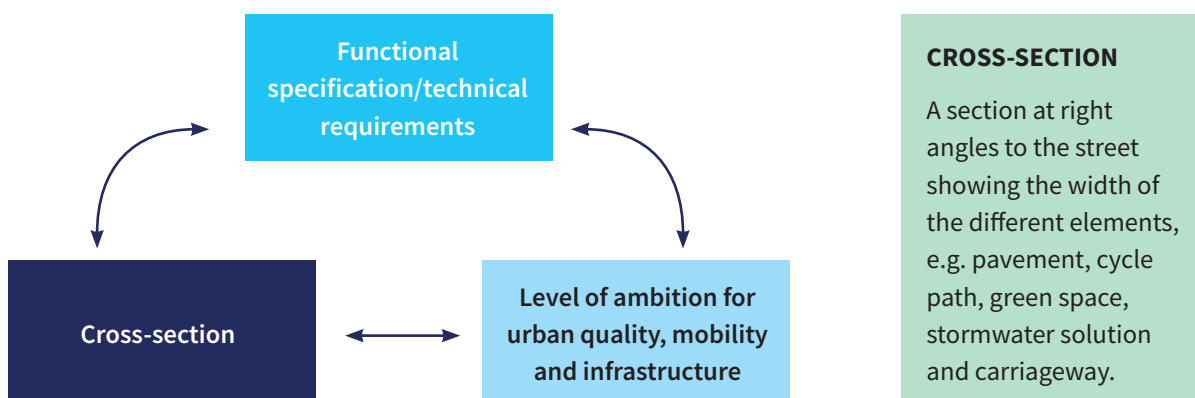 Functional
specification/technical
requirements
Cross-section
Level of ambition for
urban quality, mobility
and infrastructure
CROSS-SECTION
A section at right
angles to the street
showing the width of
the different elements,
e.g. pavement, cycle
path, green space,
stormwater solution
and carriageway.